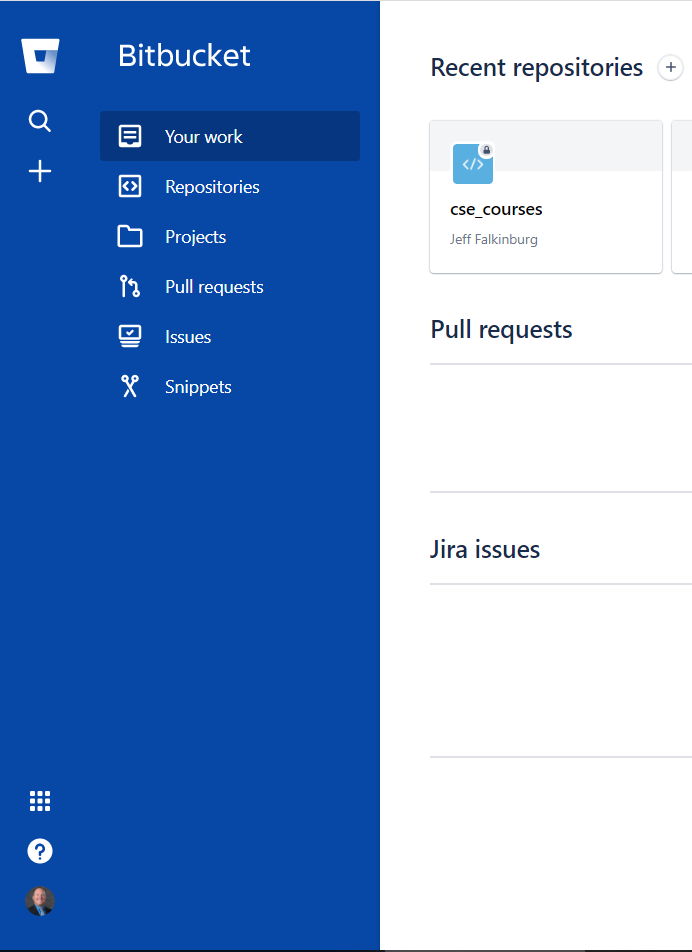 Bitbucket
Your work
Repositories
Projects
Pull requests
Issues
Snippets
Recent repositories
cse_courses
Jeff Falkinburg
Pull requests
Jira issues